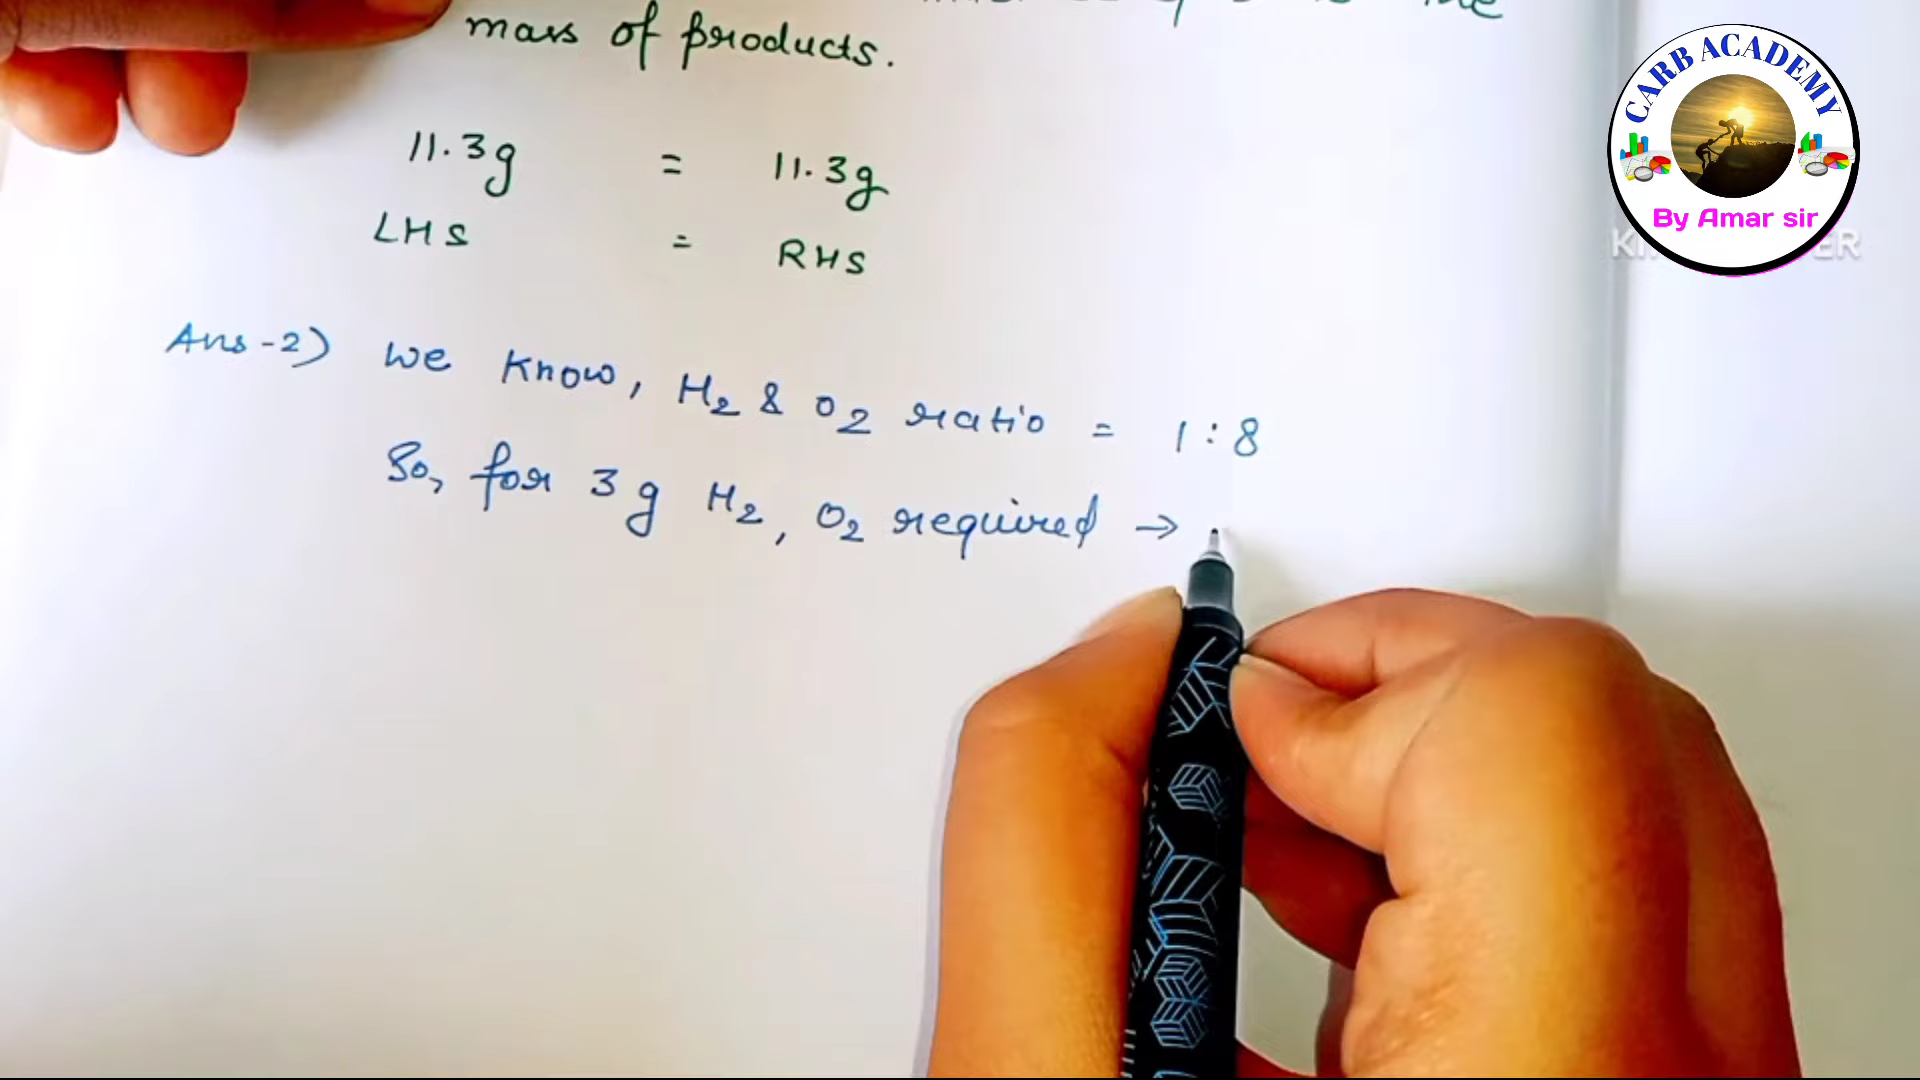 the
mass of products.
11.3g = 11.3g
LHS = RHS
Ans-2) We know, H₂ & O₂ ratio = 1:8
So, for 3g H₂, O₂ required →
CARB ACADEMY
By Amar sir